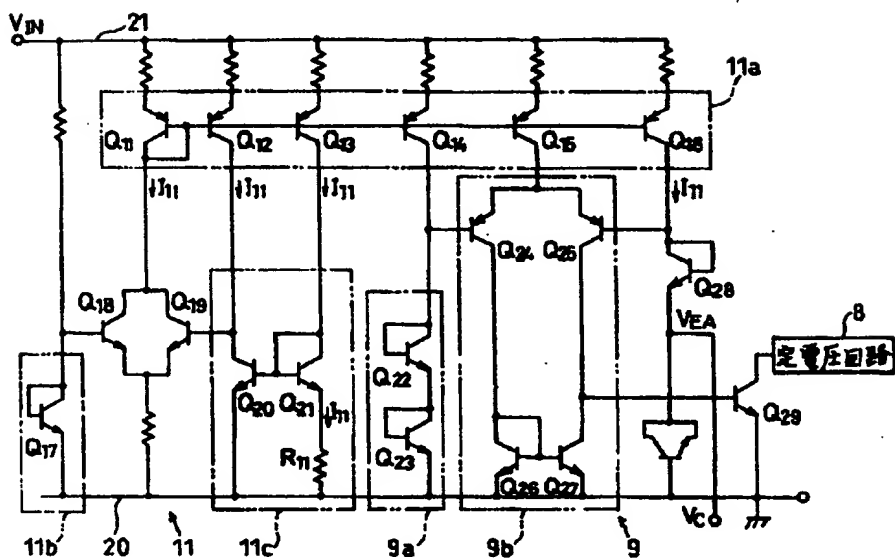 VIN
21
11a
Q11
Q12
Q13
Q14
Q15
Q16
↓I11
↓I11
↓I11
↓I11
Q24
Q25
Q18
Q19
Q28
VEA
8
定電圧回路
Q20
Q21
Q22
Q29
Q17
↓I11
R11
Q23
Q26
Q27
VC
11b
20
11
11c
9a
9b
9